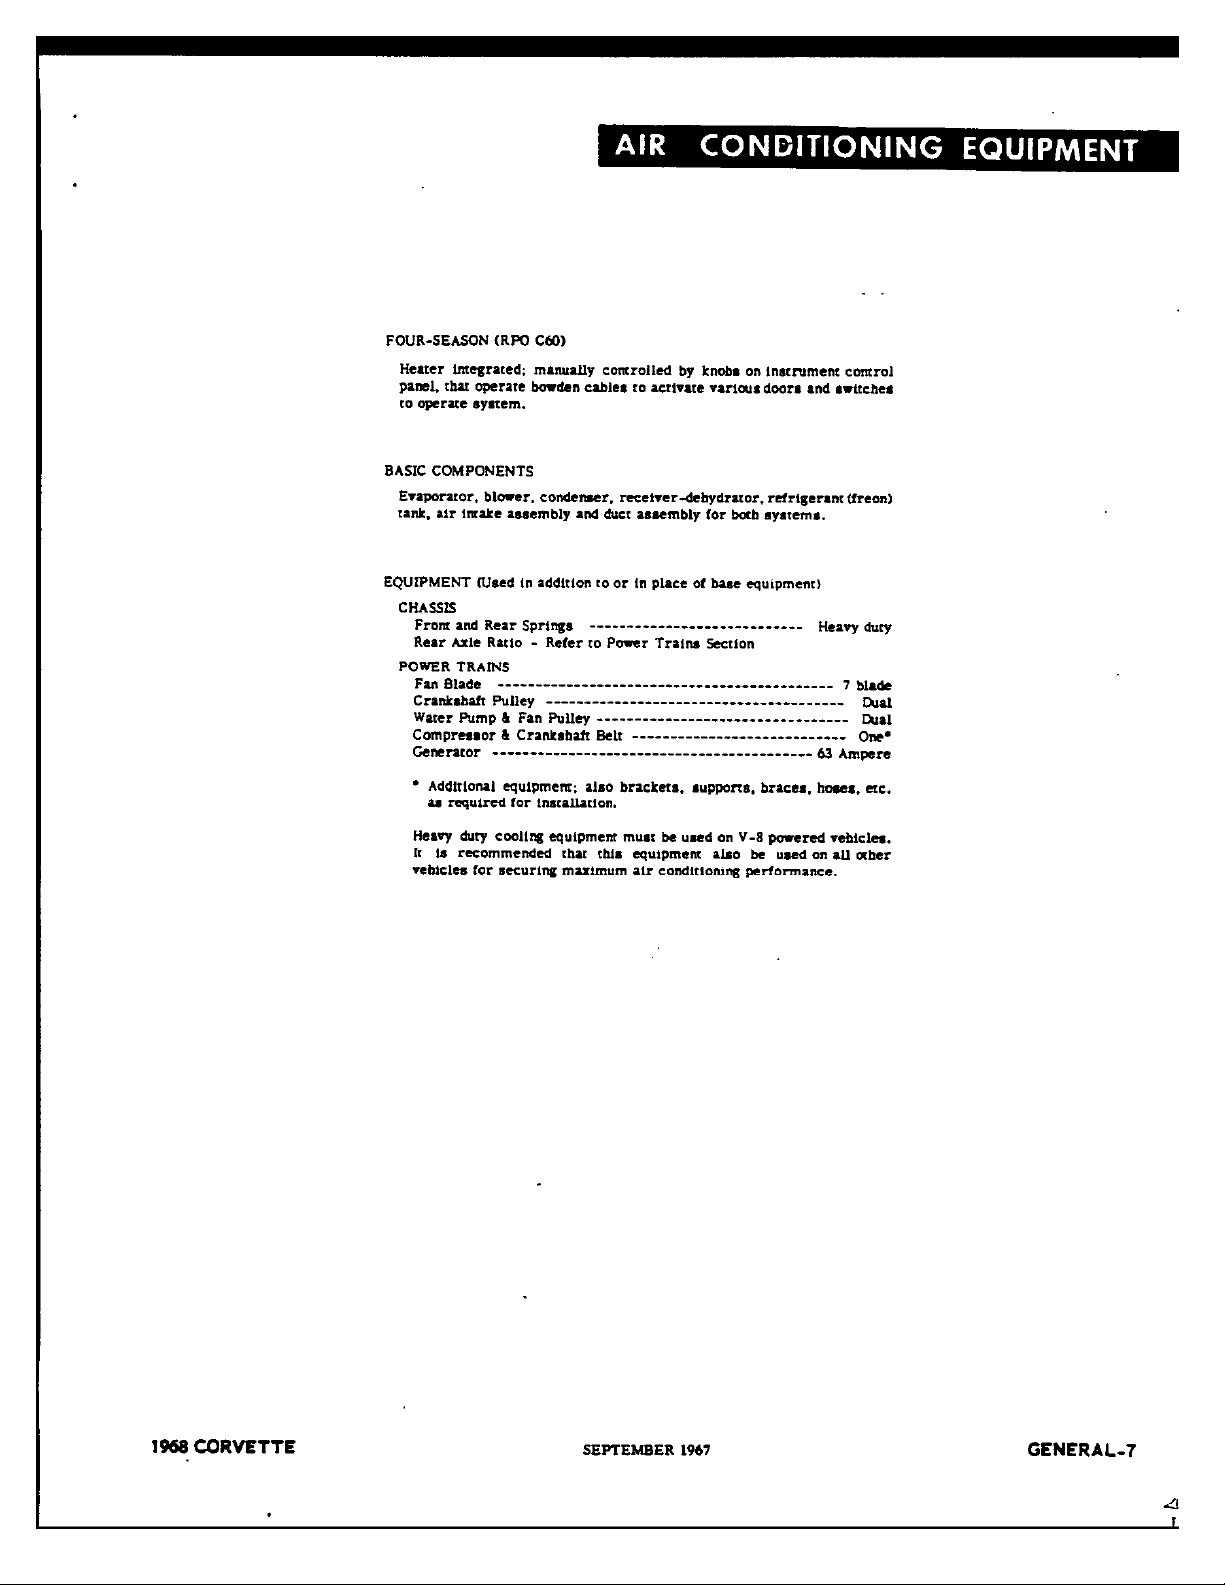 AIR CONDITIONING EQUIPMENT
FOUR-SEASON (RPO C60)
Heater integrated; manually controlled by knobs on instrument control
panel, that operate bowden cables to activate various doors and switches
to operate system.
BASIC COMPONENTS
Evaporator, blower, condenser, receiver-dehydrator, refrigerant (freon)
tank, air intake assembly and duct assembly for both systems.
EQUIPMENT (Used in addition to or in place of base equipment)
CHASSIS
Front and Rear Springs ---------------------------- Heavy duty
Rear Axle Ratio - Refer to Power Trains Section
POWER TRAINS
Fan Blade -------------------------------------------- 7 blade
Crankshaft Pulley --------------------------------------- Dual
Water Pump & Fan Pulley --------------------------------- Dual
Compressor & Crankshaft Belt ---------------------------- One*
Generator ------------------------------------------ 63 Ampere
* Additional equipment; also brackets, supports, braces, hoses, etc.
as required for installation.
Heavy duty cooling equipment must be used on V-8 powered vehicles.
It is recommended that this equipment also be used on all other
vehicles for securing maximum air conditioning performance.
1968 CORVETTE SEPTEMBER 1967 GENERAL-7